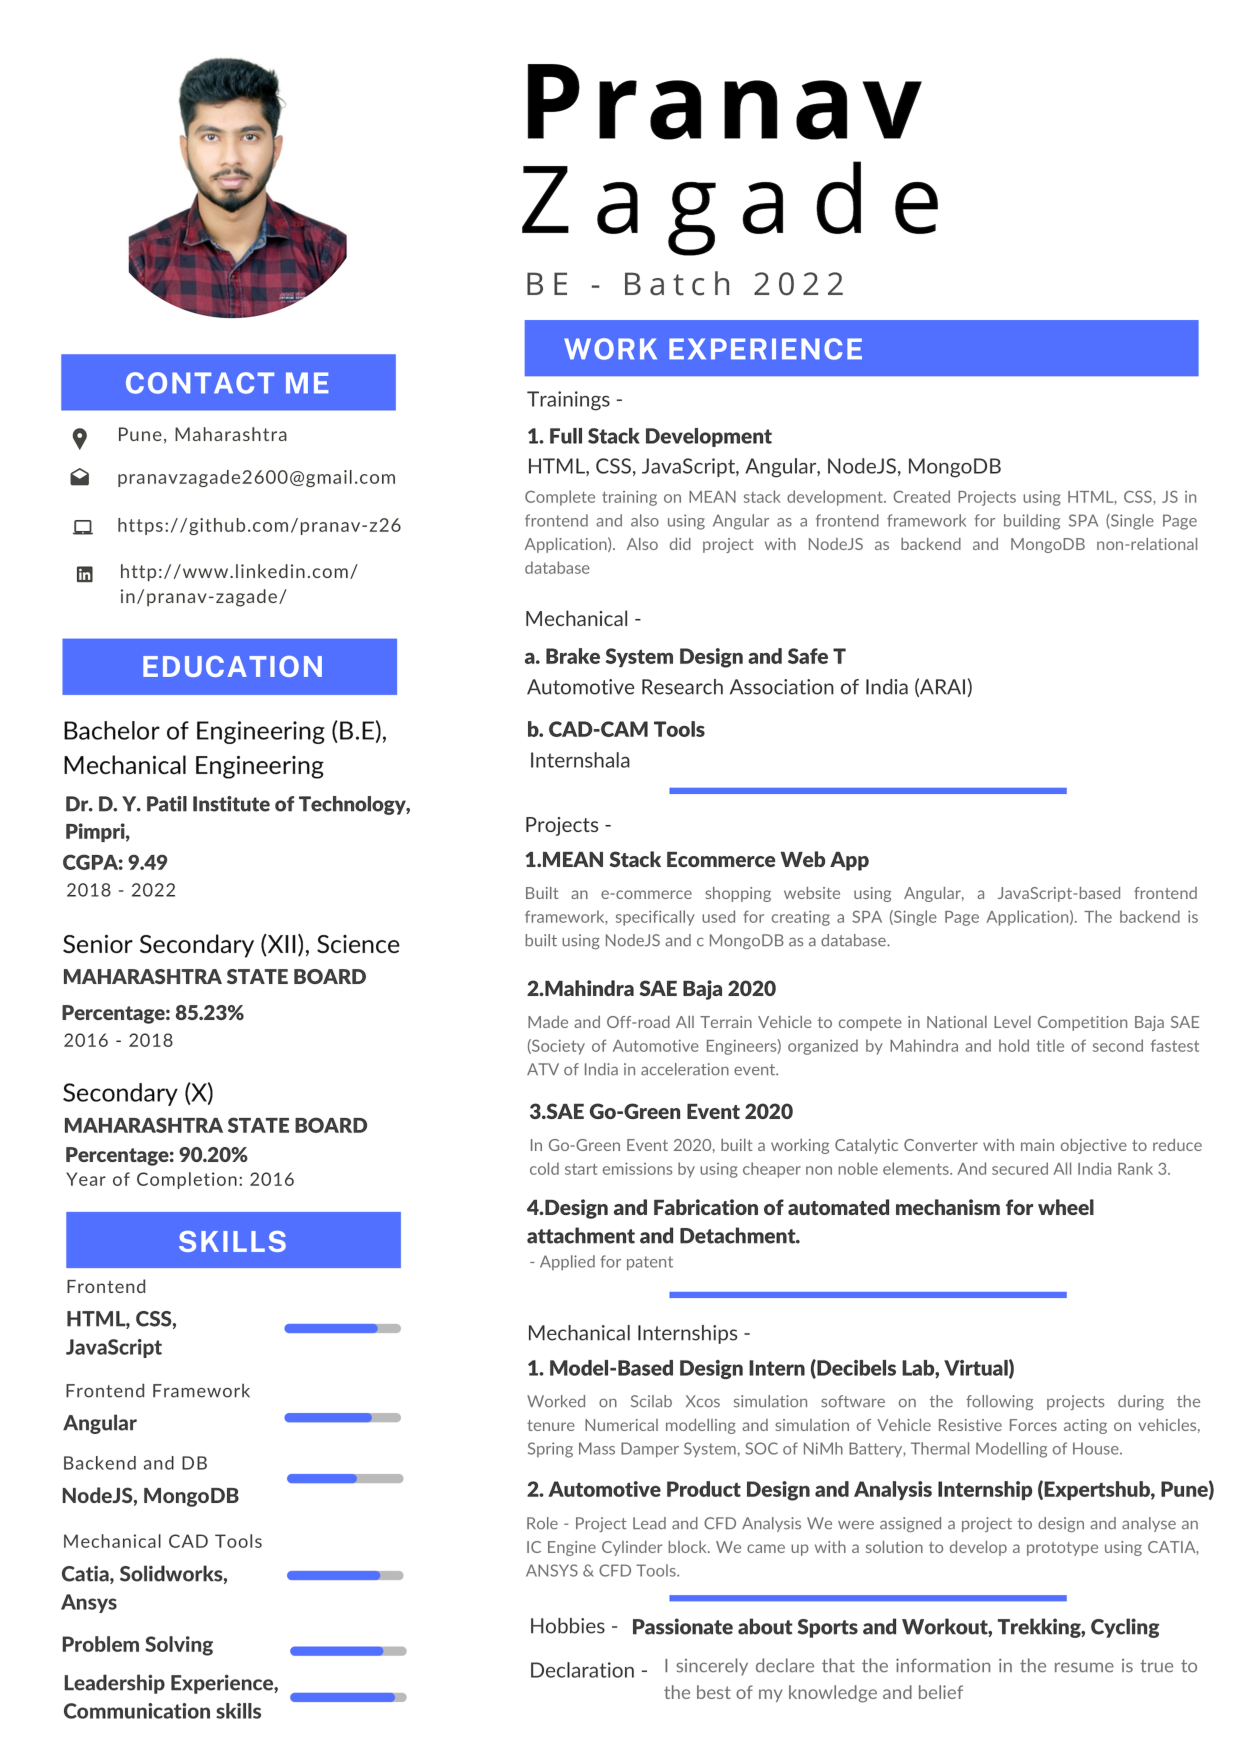 Pranav
Zagade
BE - Batch 2022
CONTACT ME
Pune, Maharashtra
pranavzagade2600@gmail.com
https://github.com/pranav-z26
http://www.linkedin.com/
in/pranav-zagade/
EDUCATION
Bachelor of Engineering (B.E),
Mechanical Engineering
Dr. D. Y. Patil Institute of Technology,
Pimpri,
CGPA: 9.49
2018 - 2022
Senior Secondary (XII), Science
MAHARASHTRA STATE BOARD
Percentage: 85.23%
2016 - 2018
Secondary (X)
MAHARASHTRA STATE BOARD
Percentage: 90.20%
Year of Completion: 2016
SKILLS
Frontend
HTML, CSS,
JavaScript
Frontend Framework
Angular
Backend and DB
NodeJS, MongoDB
Mechanical CAD Tools
Catia, Solidworks,
Ansys
Problem Solving
Leadership Experience,
Communication skills
WORK EXPERIENCE
Trainings -
1. Full Stack Development
HTML, CSS, JavaScript, Angular, NodeJS, MongoDB
Complete training on MEAN stack development. Created Projects using HTML, CSS, JS in
frontend and also using Angular as a frontend framework for building SPA (Single Page
Application). Also did project with NodeJS as backend and MongoDB non-relational
database
Mechanical -
a. Brake System Design and Safe T
Automotive Research Association of India (ARAI)
b. CAD-CAM Tools
Internshala
Projects -
1.MEAN Stack Ecommerce Web App
Built an e-commerce shopping website using Angular, a JavaScript-based frontend
framework, specifically used for creating a SPA (Single Page Application). The backend is
built using NodeJS and c MongoDB as a database.
2.Mahindra SAE Baja 2020
Made and Off-road All Terrain Vehicle to compete in National Level Competition Baja SAE
(Society of Automotive Engineers) organized by Mahindra and hold title of second fastest
ATV of India in acceleration event.
3.SAE Go-Green Event 2020
In Go-Green Event 2020, built a working Catalytic Converter with main objective to reduce
cold start emissions by using cheaper non noble elements. And secured All India Rank 3.
4.Design and Fabrication of automated mechanism for wheel
attachment and Detachment.
- Applied for patent
Mechanical Internships -
1. Model-Based Design Intern (Decibels Lab, Virtual)
Worked on Scilab Xcos simulation software on the following projects during the
tenure Numerical modelling and simulation of Vehicle Resistive Forces acting on vehicles,
Spring Mass Damper System, SOC of NiMh Battery, Thermal Modelling of House.
2. Automotive Product Design and Analysis Internship (Expertshub, Pune)
Role - Project Lead and CFD Analysis We were assigned a project to design and analyse an
IC Engine Cylinder block. We came up with a solution to develop a prototype using CATIA,
ANSYS & CFD Tools.
Hobbies - Passionate about Sports and Workout, Trekking, Cycling
Declaration - I sincerely declare that the information in the resume is true to
the best of my knowledge and belief